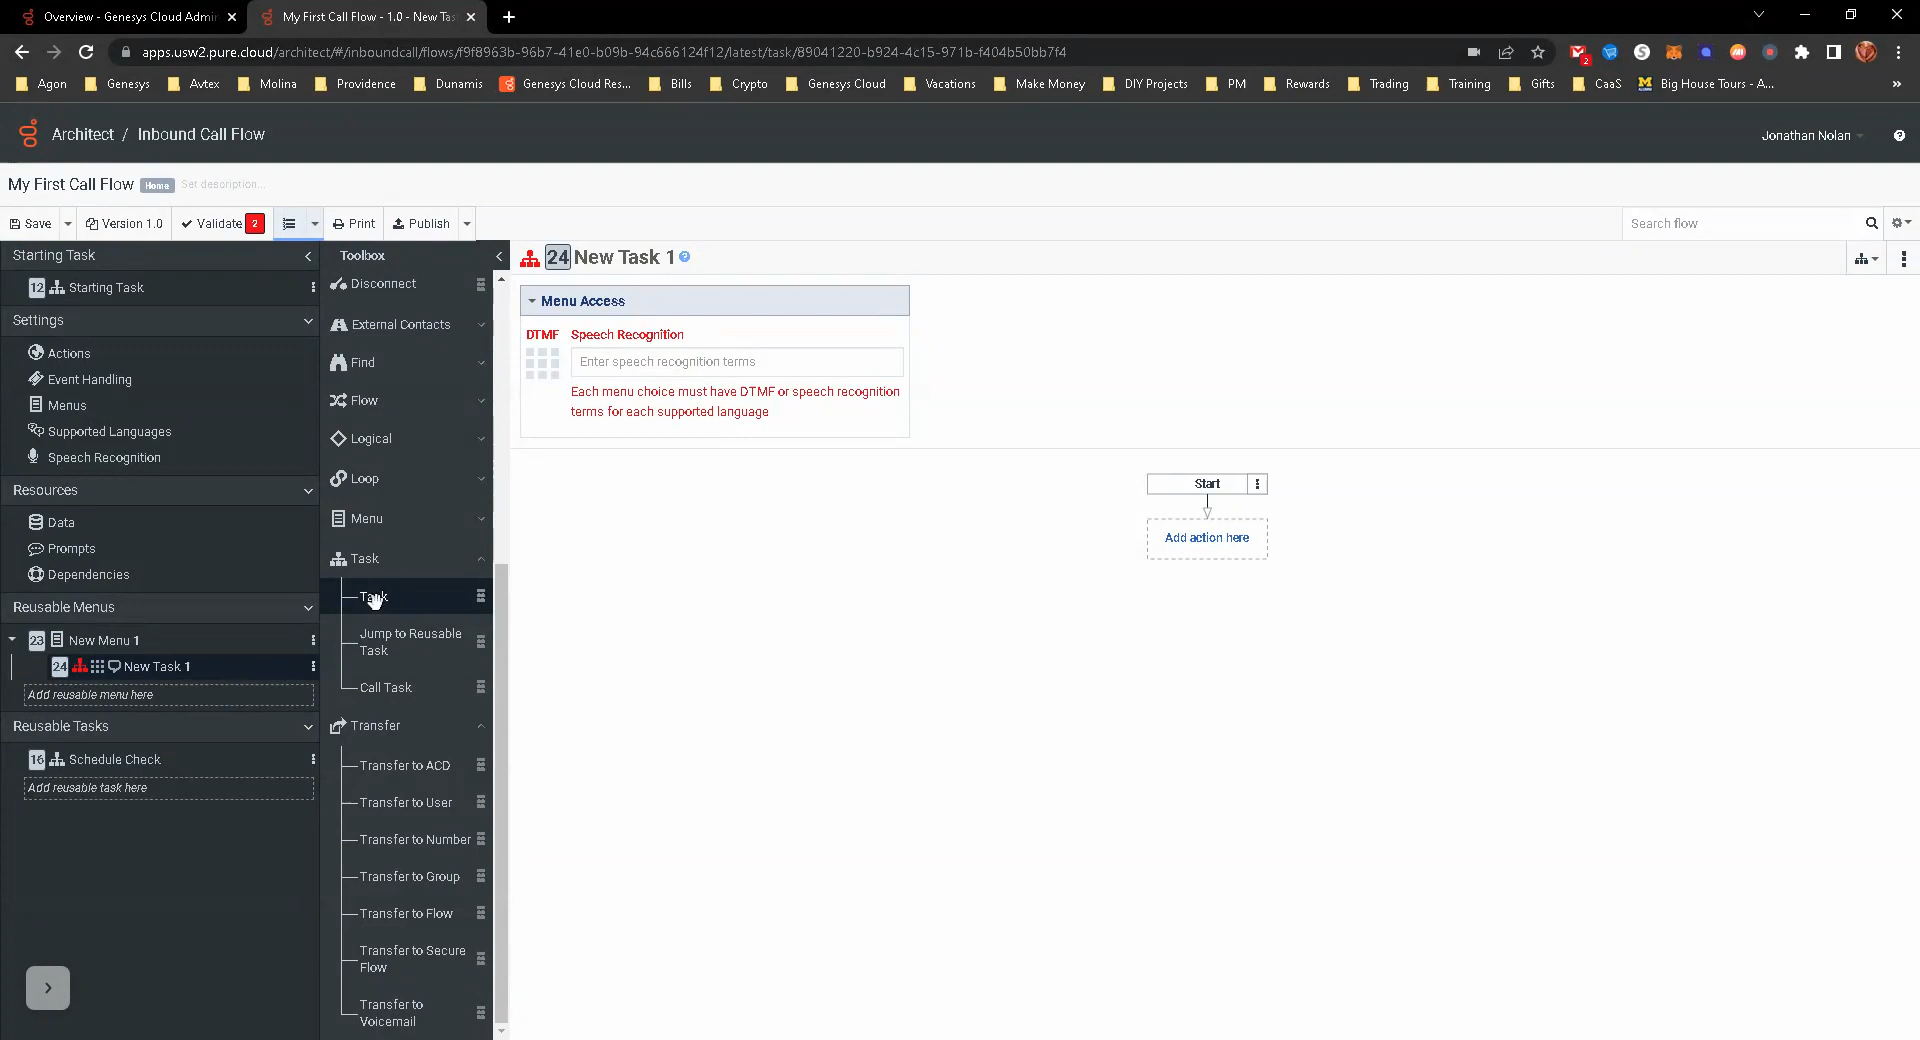 Overview - Genesys Cloud Admin
My First Call Flow - 1.0 - New Tas
apps.usw2.pure.cloud/architect/#/inboundcall/flows/f9f8963b-96b7-41e0-b09b-94c666124f12/latest/task/89041220-b924-4c15-971b-f404b50bb7f4
2
Agon
Genesys
Avtex
Molina
Providence
Dunamis
Genesys Cloud Res...
Bills
Crypto
Genesys Cloud
Vacations
Make Money
DIY Projects
PM
Rewards
Trading
Training
Gifts
CaaS
Big House Tours - A...
»
Architect / Inbound Call Flow
Jonathan Nolan
My First Call Flow
Home
Set description...
Save
Version 1.0
Validate 2
Print
Publish
Search flow
Starting Task
12 Starting Task
Settings
Actions
Event Handling
Menus
Supported Languages
Speech Recognition
Resources
Data
Prompts
Dependencies
Reusable Menus
23 New Menu 1
24 New Task 1
Add reusable menu here
Reusable Tasks
16 Schedule Check
Add reusable task here
Toolbox
Disconnect
External Contacts
Find
Flow
Logical
Loop
Menu
Task
Task
Jump to Reusable
Task
Call Task
Transfer
Transfer to ACD
Transfer to User
Transfer to Number
Transfer to Group
Transfer to Flow
Transfer to Secure
Flow
Transfer to
Voicemail
24 New Task 1
Menu Access
DTMF
Speech Recognition
Enter speech recognition terms
Each menu choice must have DTMF or speech recognition
terms for each supported language
Start
Add action here